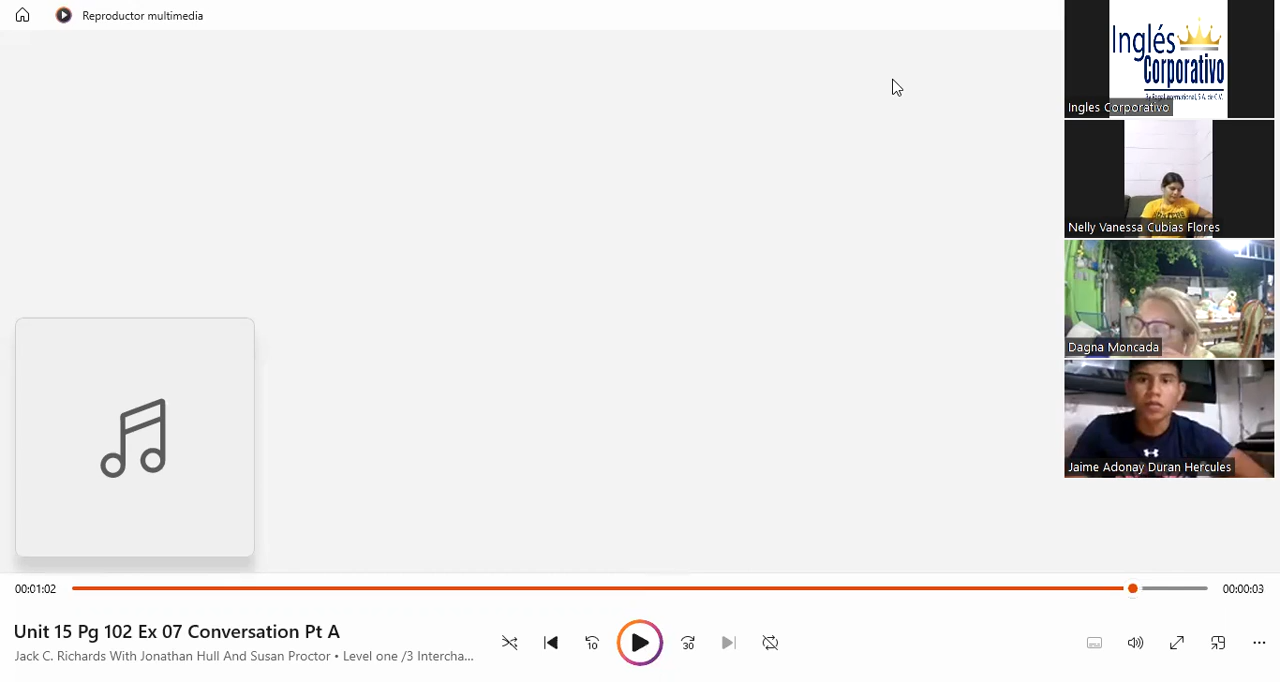 Reproductor multimedia
Inglés
Corporativo
Ingles Corporativo
Nelly Vanessa Cubias Flores
Dagna Moncada
Jaime Adonay Duran Hercules
00:01:02
00:00:03
Unit 15 Pg 102 Ex 07 Conversation Pt A
Jack C. Richards With Jonathan Hull And Susan Proctor • Level one /3 Intercha...
10
30